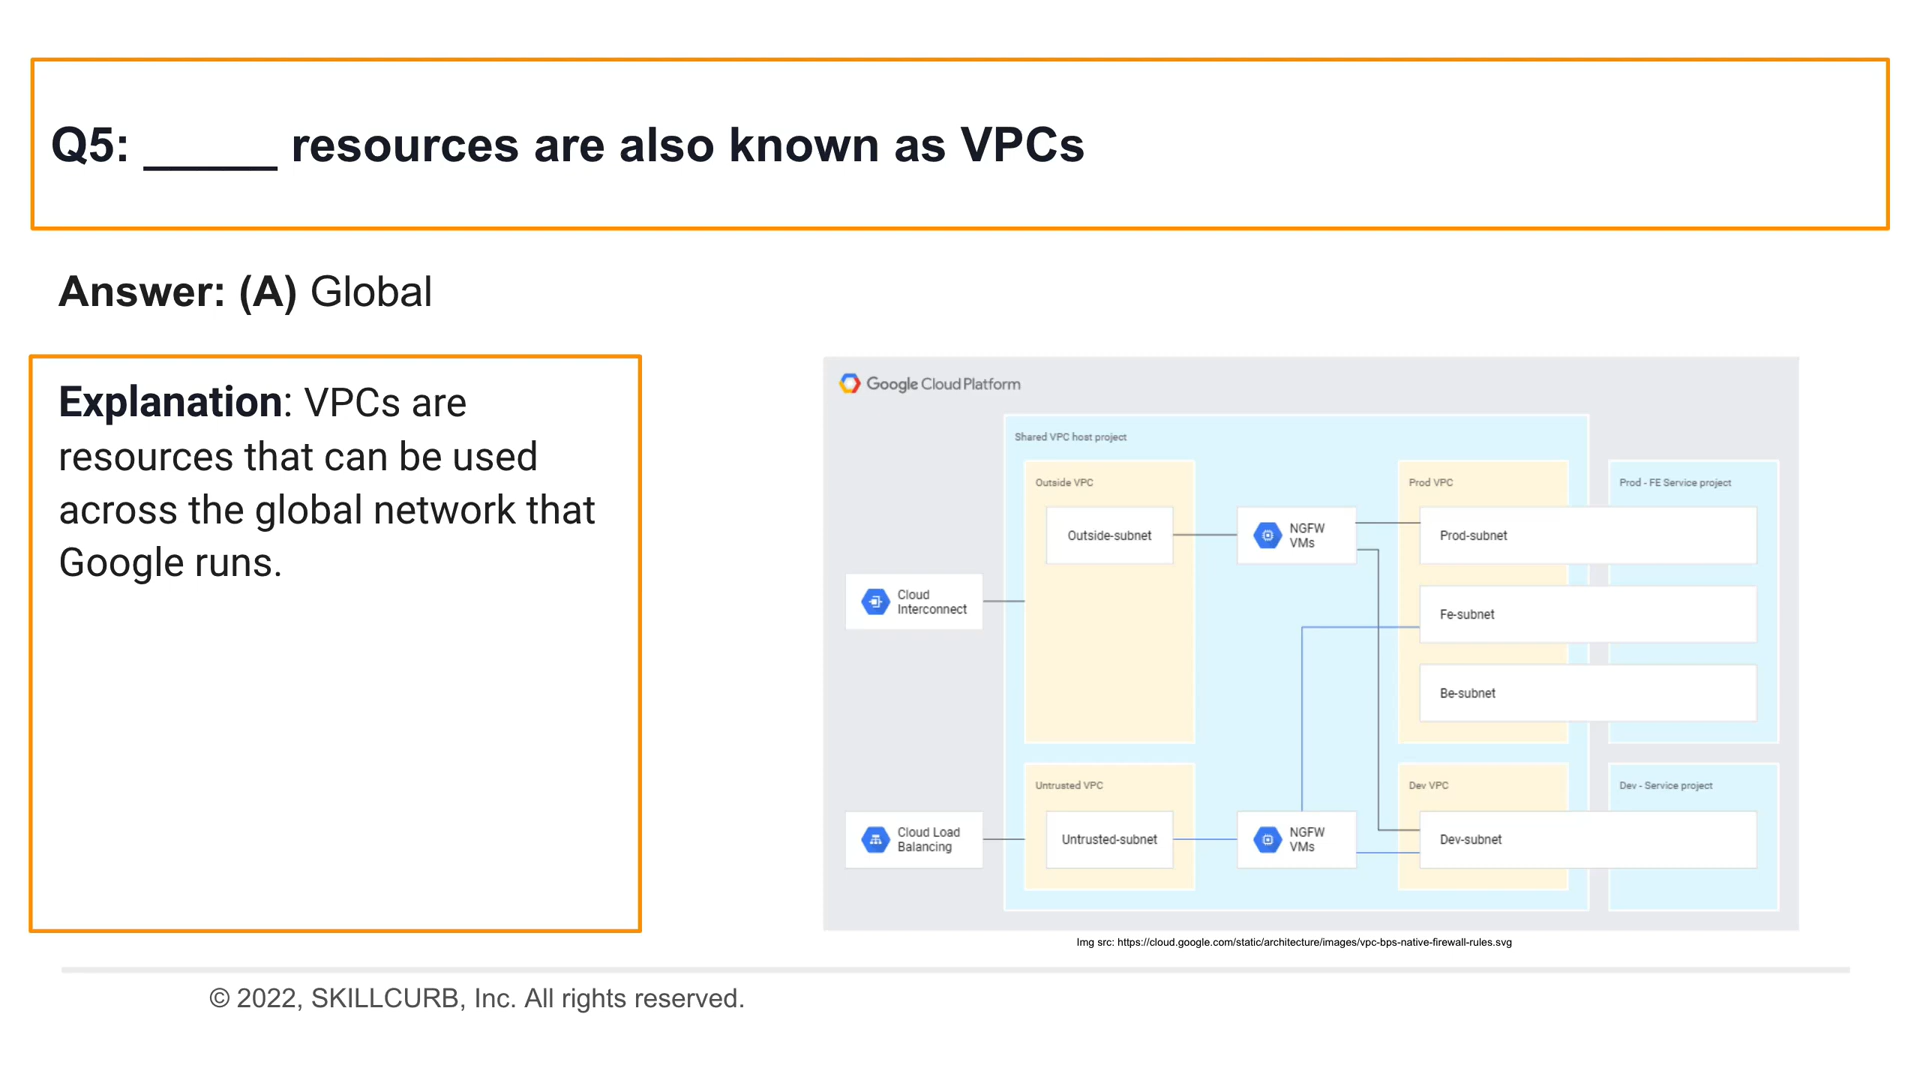 Q5: _____ resources are also known as VPCs
Answer: (A) Global
Explanation: VPCs are
resources that can be used
across the global network that
Google runs.
Google Cloud Platform
Shared VPC host project
Outside VPC
Prod VPC
Prod - FE Service project
Outside-subnet
NGFW
VMs
Prod-subnet
Cloud
Interconnect
Fe-subnet
Be-subnet
Untrusted VPC
Dev VPC
Dev - Service project
Cloud Load
Balancing
Untrusted-subnet
NGFW
VMs
Dev-subnet
Img src: https://cloud.google.com/static/architecture/images/vpc-bps-native-firewall-rules.svg
© 2022, SKILLCURB, Inc. All rights reserved.